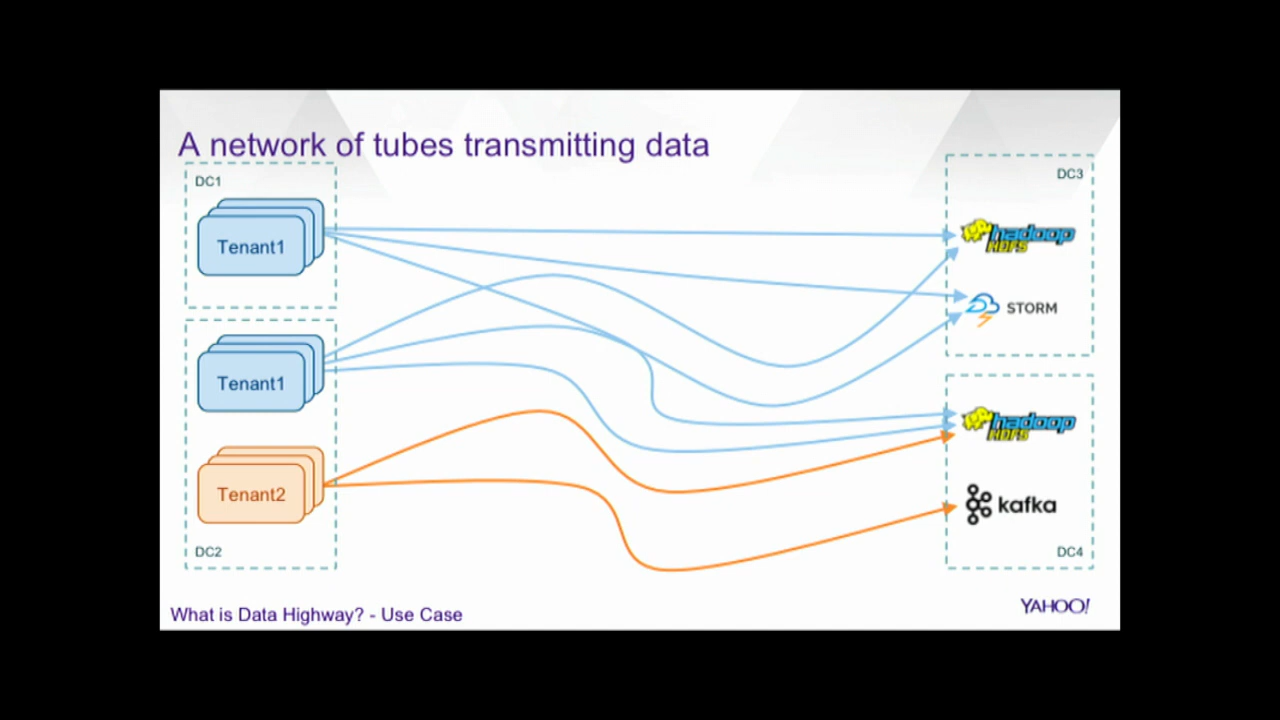 A network of tubes transmitting data
DC1
Tenant1
Tenant1
Tenant2
DC2
DC3
hadoop
HDFS
STORM
hadoop
HDFS
kafka
DC4
What is Data Highway? - Use Case
YAHOO!